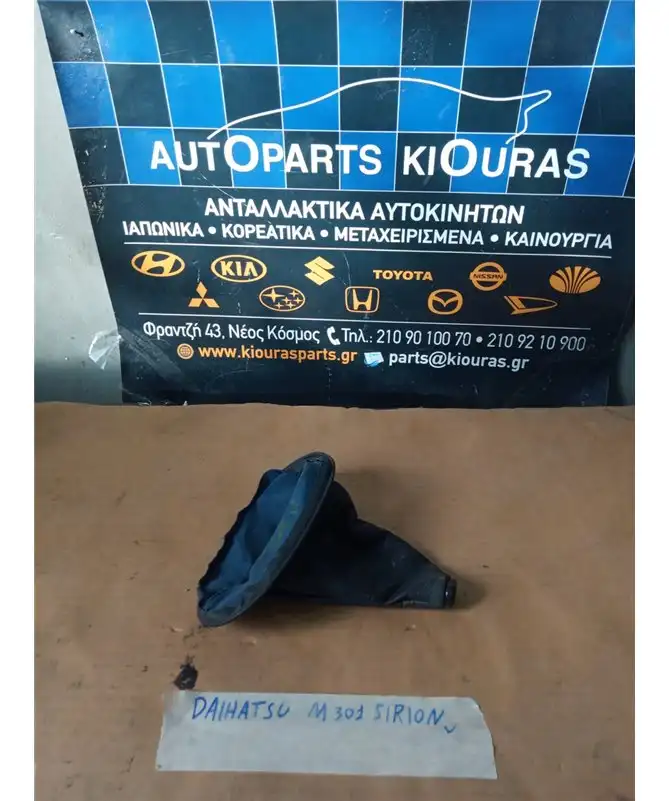 AUTOPARTS KIOURAS
ΑΝΤΑΛΛΑΚΤΙΚΑ ΑΥΤΟΚΙΝΗΤΩΝ
ΙΑΠΩΝΙΚΑ • ΚΟΡΕΑΤΙΚΑ • ΜΕΤΑΧΕΙΡΙΣΜΕΝΑ • ΚΑΙΝΟΥΡΓΙΑ
KIA TOYOTA NISSAN
Φραντζή 43, Νέος Κόσμος Τηλ.: 210 90 100 70 • 210 92 10 900
www.kiourasparts.gr parts@kiouras.gr
DAIHATSU M301 SIRION